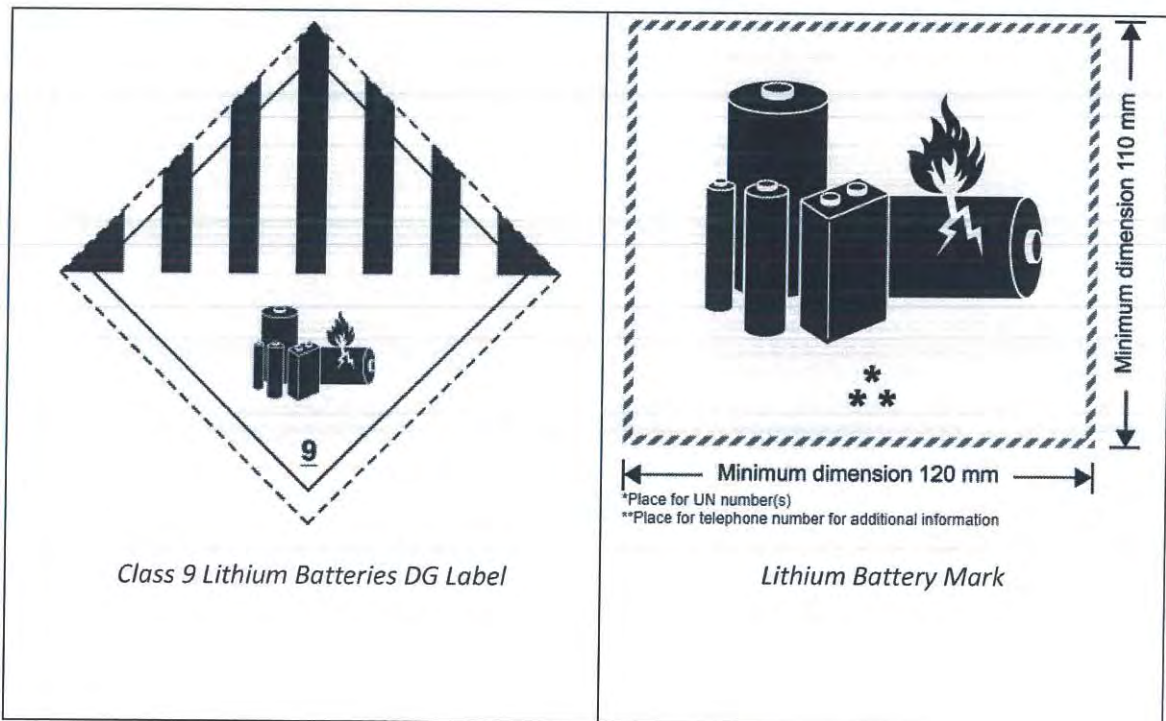 9
Class 9 Lithium Batteries DG Label
*
**
Minimum dimension 110 mm
Minimum dimension 120 mm
*Place for UN number(s)
**Place for telephone number for additional information
Lithium Battery Mark